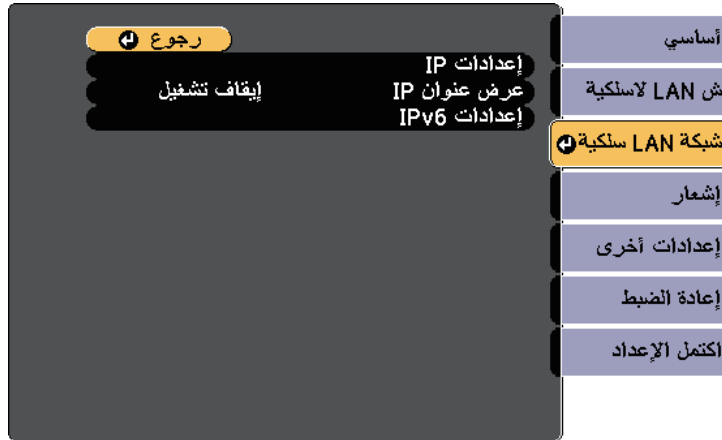 رجوع
إعدادات IP
عرض عنوان IP إيقاف تشغيل
إعدادات IPv6
أساسي
ش LAN لاسلكية
شبكة LAN سلكية
إشعار
إعدادات أخرى
إعادة الضبط
اكتمل الإعداد